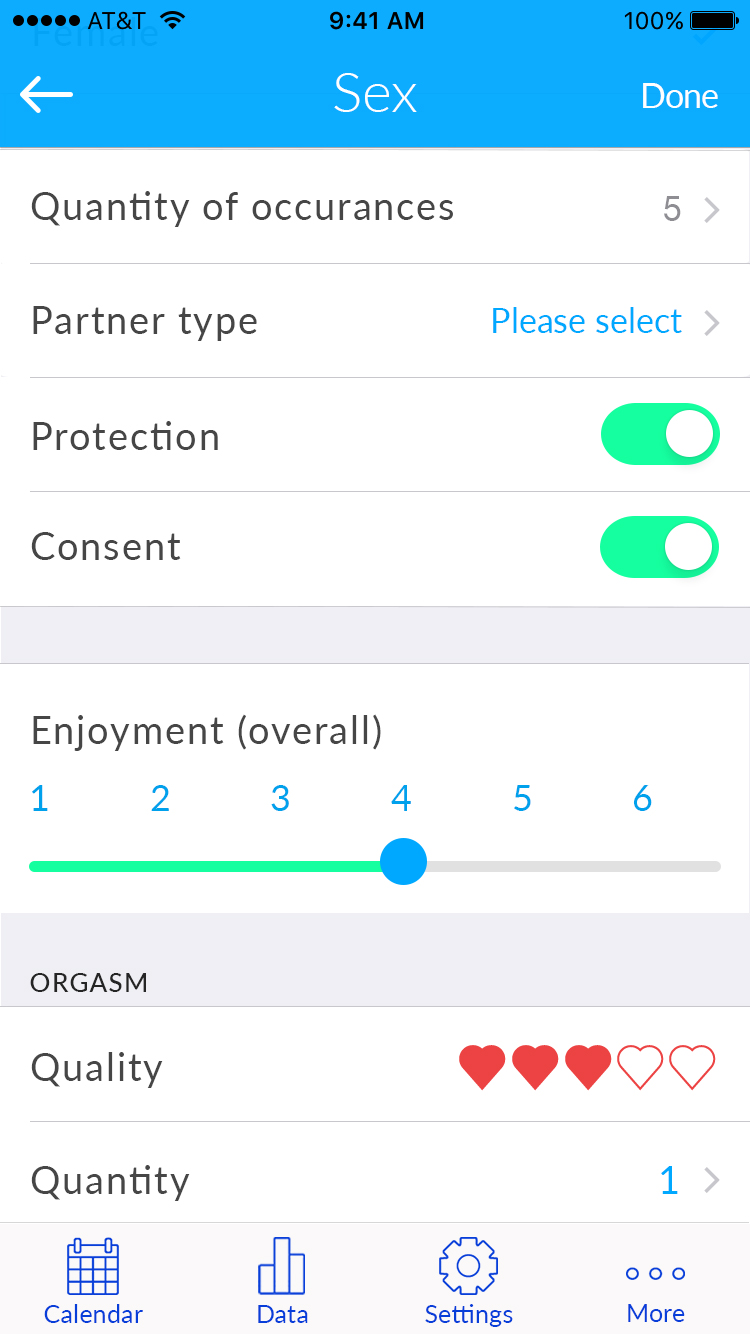 AT&T 9:41 AM 100%
Female
Sex Done
Quantity of occurances 5
Partner type Please select
Protection
Consent
Enjoyment (overall)
1 2 3 4 5 6
ORGASM
Quality
Quantity 1
Calendar Data Settings More